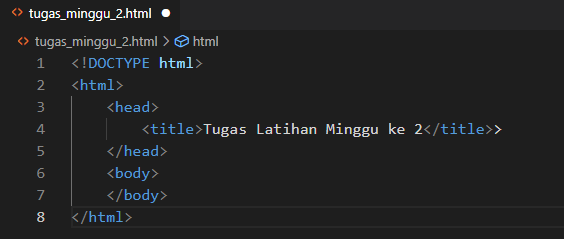 <> tugas_minggu_2.html ●
<> tugas_minggu_2.html > html
1 <!DOCTYPE html>
2 <html>
3     <head>
4         <title>Tugas Latihan Minggu ke 2</title>>
5     </head>
6     <body>
7     </body>
8 </html>